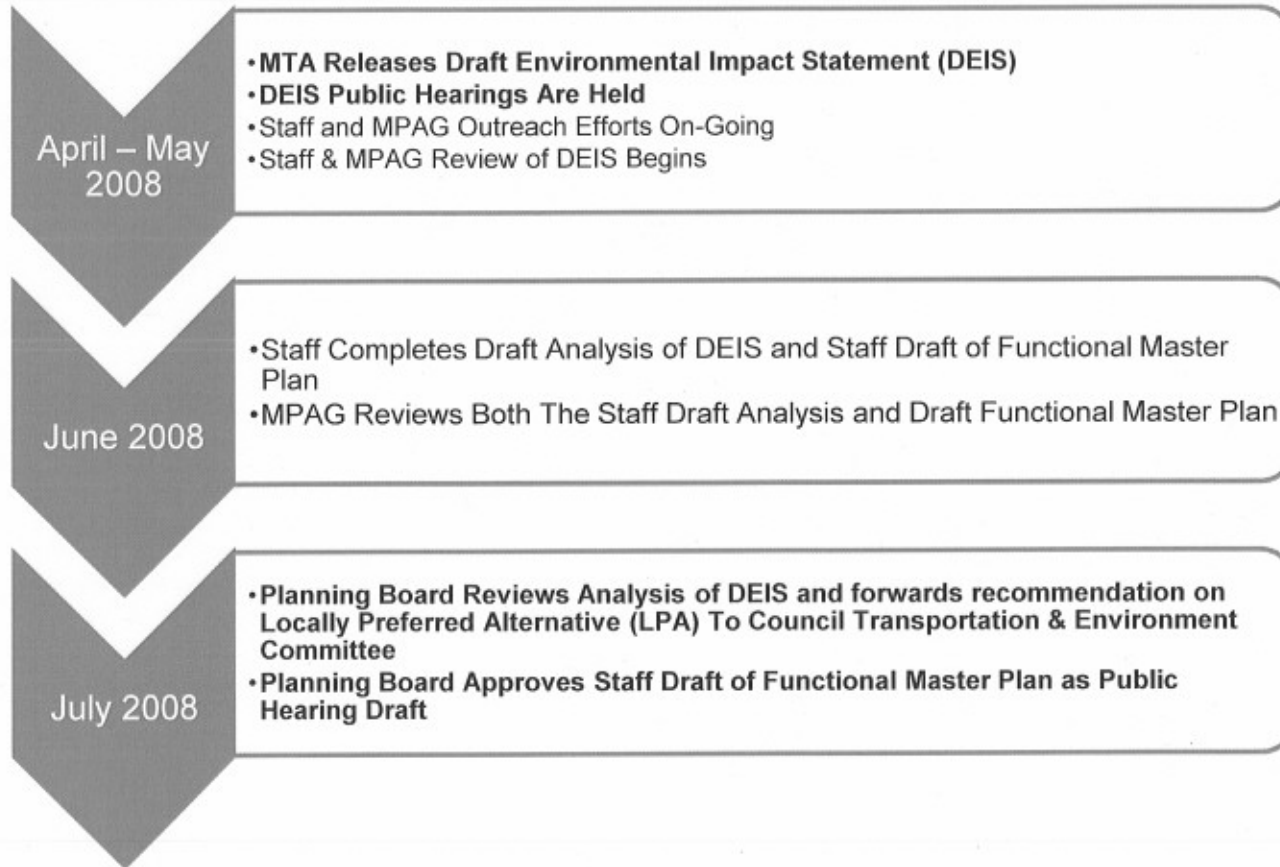 April – May
2008
•MTA Releases Draft Environmental Impact Statement (DEIS)
•DEIS Public Hearings Are Held
•Staff and MPAG Outreach Efforts On-Going
•Staff & MPAG Review of DEIS Begins
June 2008
•Staff Completes Draft Analysis of DEIS and Staff Draft of Functional Master
Plan
•MPAG Reviews Both The Staff Draft Analysis and Draft Functional Master Plan
July 2008
•Planning Board Reviews Analysis of DEIS and forwards recommendation on
Locally Preferred Alternative (LPA) To Council Transportation & Environment
Committee
•Planning Board Approves Staff Draft of Functional Master Plan as Public
Hearing Draft